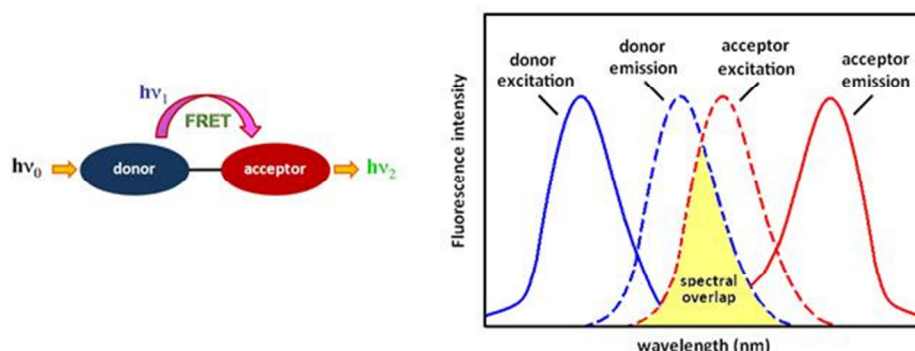 hν₁
FRET
hν₀
donor
acceptor
hν₂
donor
excitation
donor
emission
acceptor
excitation
acceptor
emission
Fluorescence intensity
spectral
overlap
wavelength (nm)